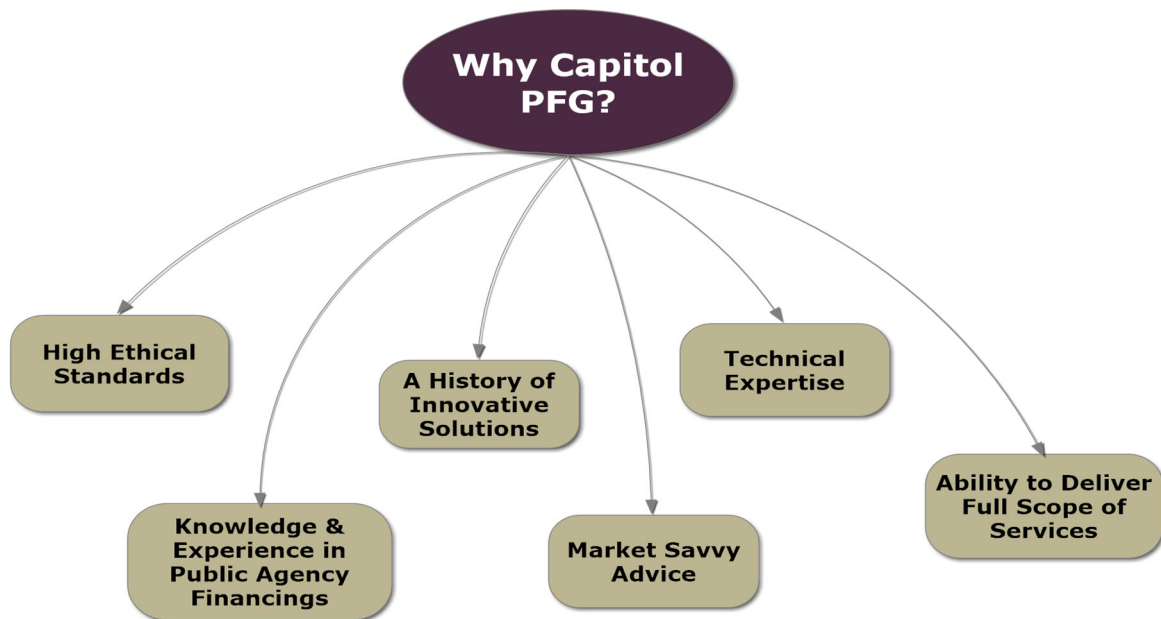 Why Capitol
PFG?
High Ethical
Standards
Knowledge &
Experience in
Public Agency
Financings
A History of
Innovative
Solutions
Market Savvy
Advice
Technical
Expertise
Ability to Deliver
Full Scope of
Services